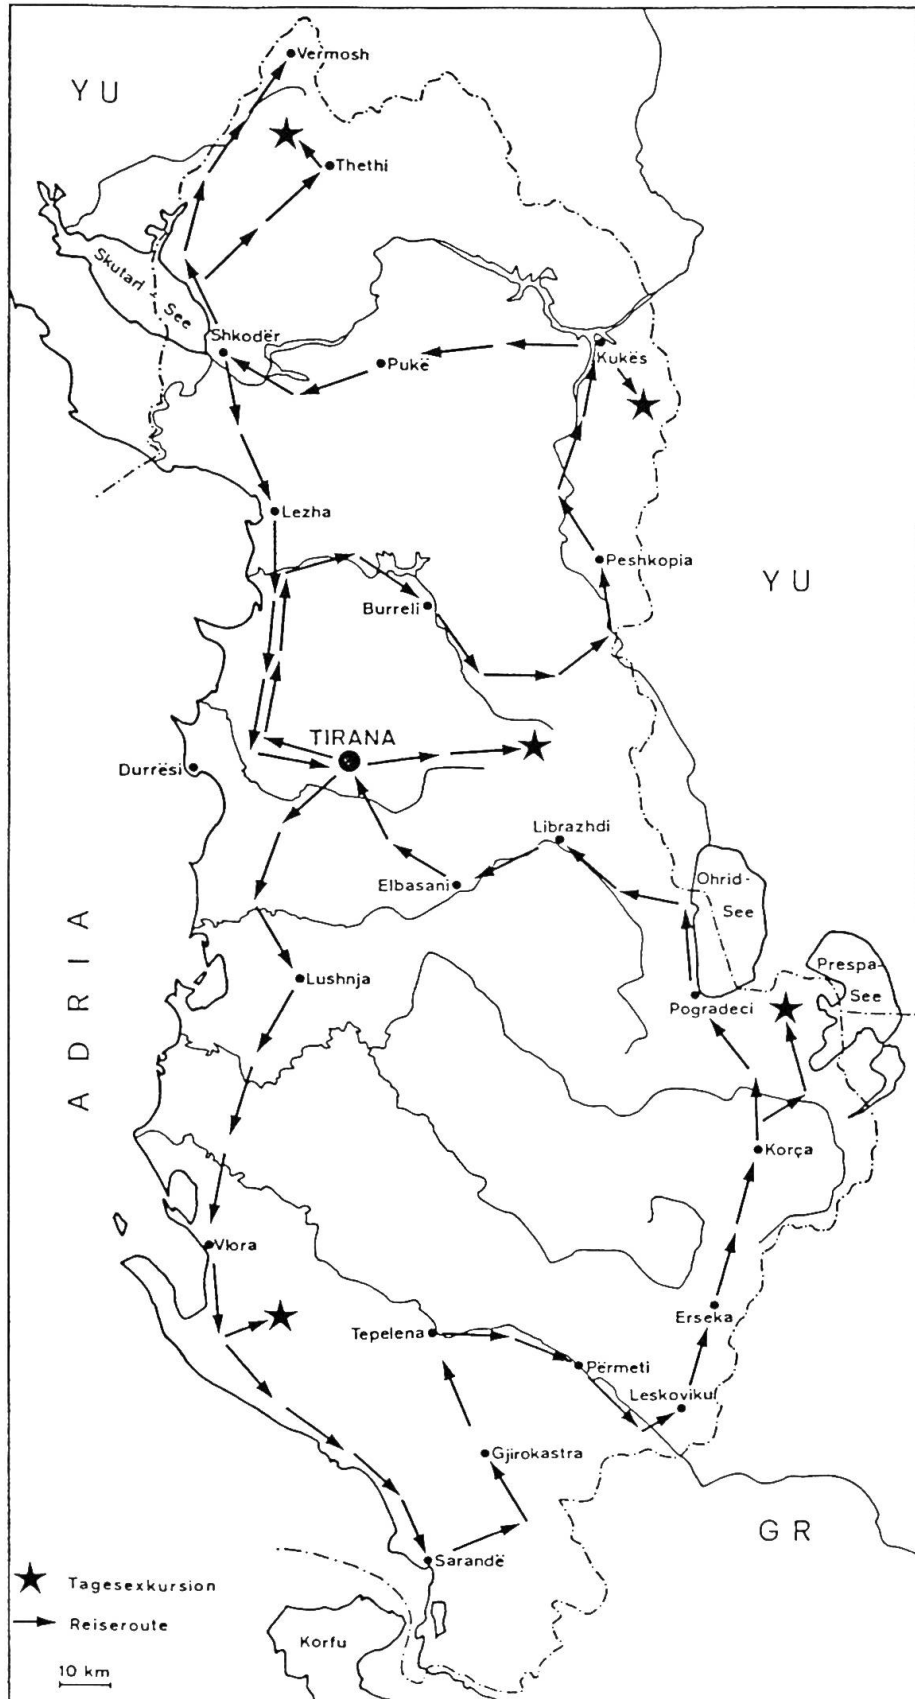 Vermosh
YU
Thethi
Skutari - See
Shkodër
Pukë
Kukës
Lezha
Peshkopia
YU
Burreli
TIRANA
Durrësi
Librazhdi
Elbasani
Ohrid-
See
ADRIA
Lushnja
Prespa-
See
Pogradeci
Korça
Vlora
Erseka
Tepelena
Përmeti
Leskoviku
Gjirokastra
GR
Sarandë
Tagesexkursion
Reiseroute
Korfu
10 km